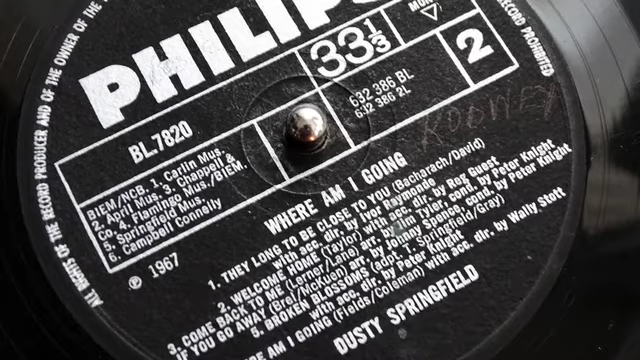 ALL RIGHTS OF THE RECORD PRODUCER AND OF THE OWNER OF THE
RECORD PROHIBITED
PHILIPS
33⅓
MONO
2
632 386 BL
632 386 2L
BL.7820
RODNEY
BIEM/NCB. 1. Carlin Mus.
2. April Mus. 3. Chappell &
Co. 4. Flamingo Mus./BIEM.
5. Springfield Mus.
6. Campbell Connelly
℗ 1967
WHERE AM I GOING
1. THEY LONG TO BE CLOSE TO YOU (Bacharach/David)
with acc. dir. by Ivor Raymonde
2. WELCOME HOME (Taylor) with acc. dir. by Reg Guest
3. COME BACK TO ME (Lerner/Lane) arr. by Tyler, cond. by Peter Knight
IF YOU GO AWAY (Brel/McKuen) by Johnny Spence, cond. by Peter Knight
5. BROKEN BLOSSOMS (adpt. T. Springfield/Gray)
with acc. dir. by Peter Knight
AM I GOING (Fields/Coleman) with acc. dir. by Wally Stott
DUSTY SPRINGFIELD